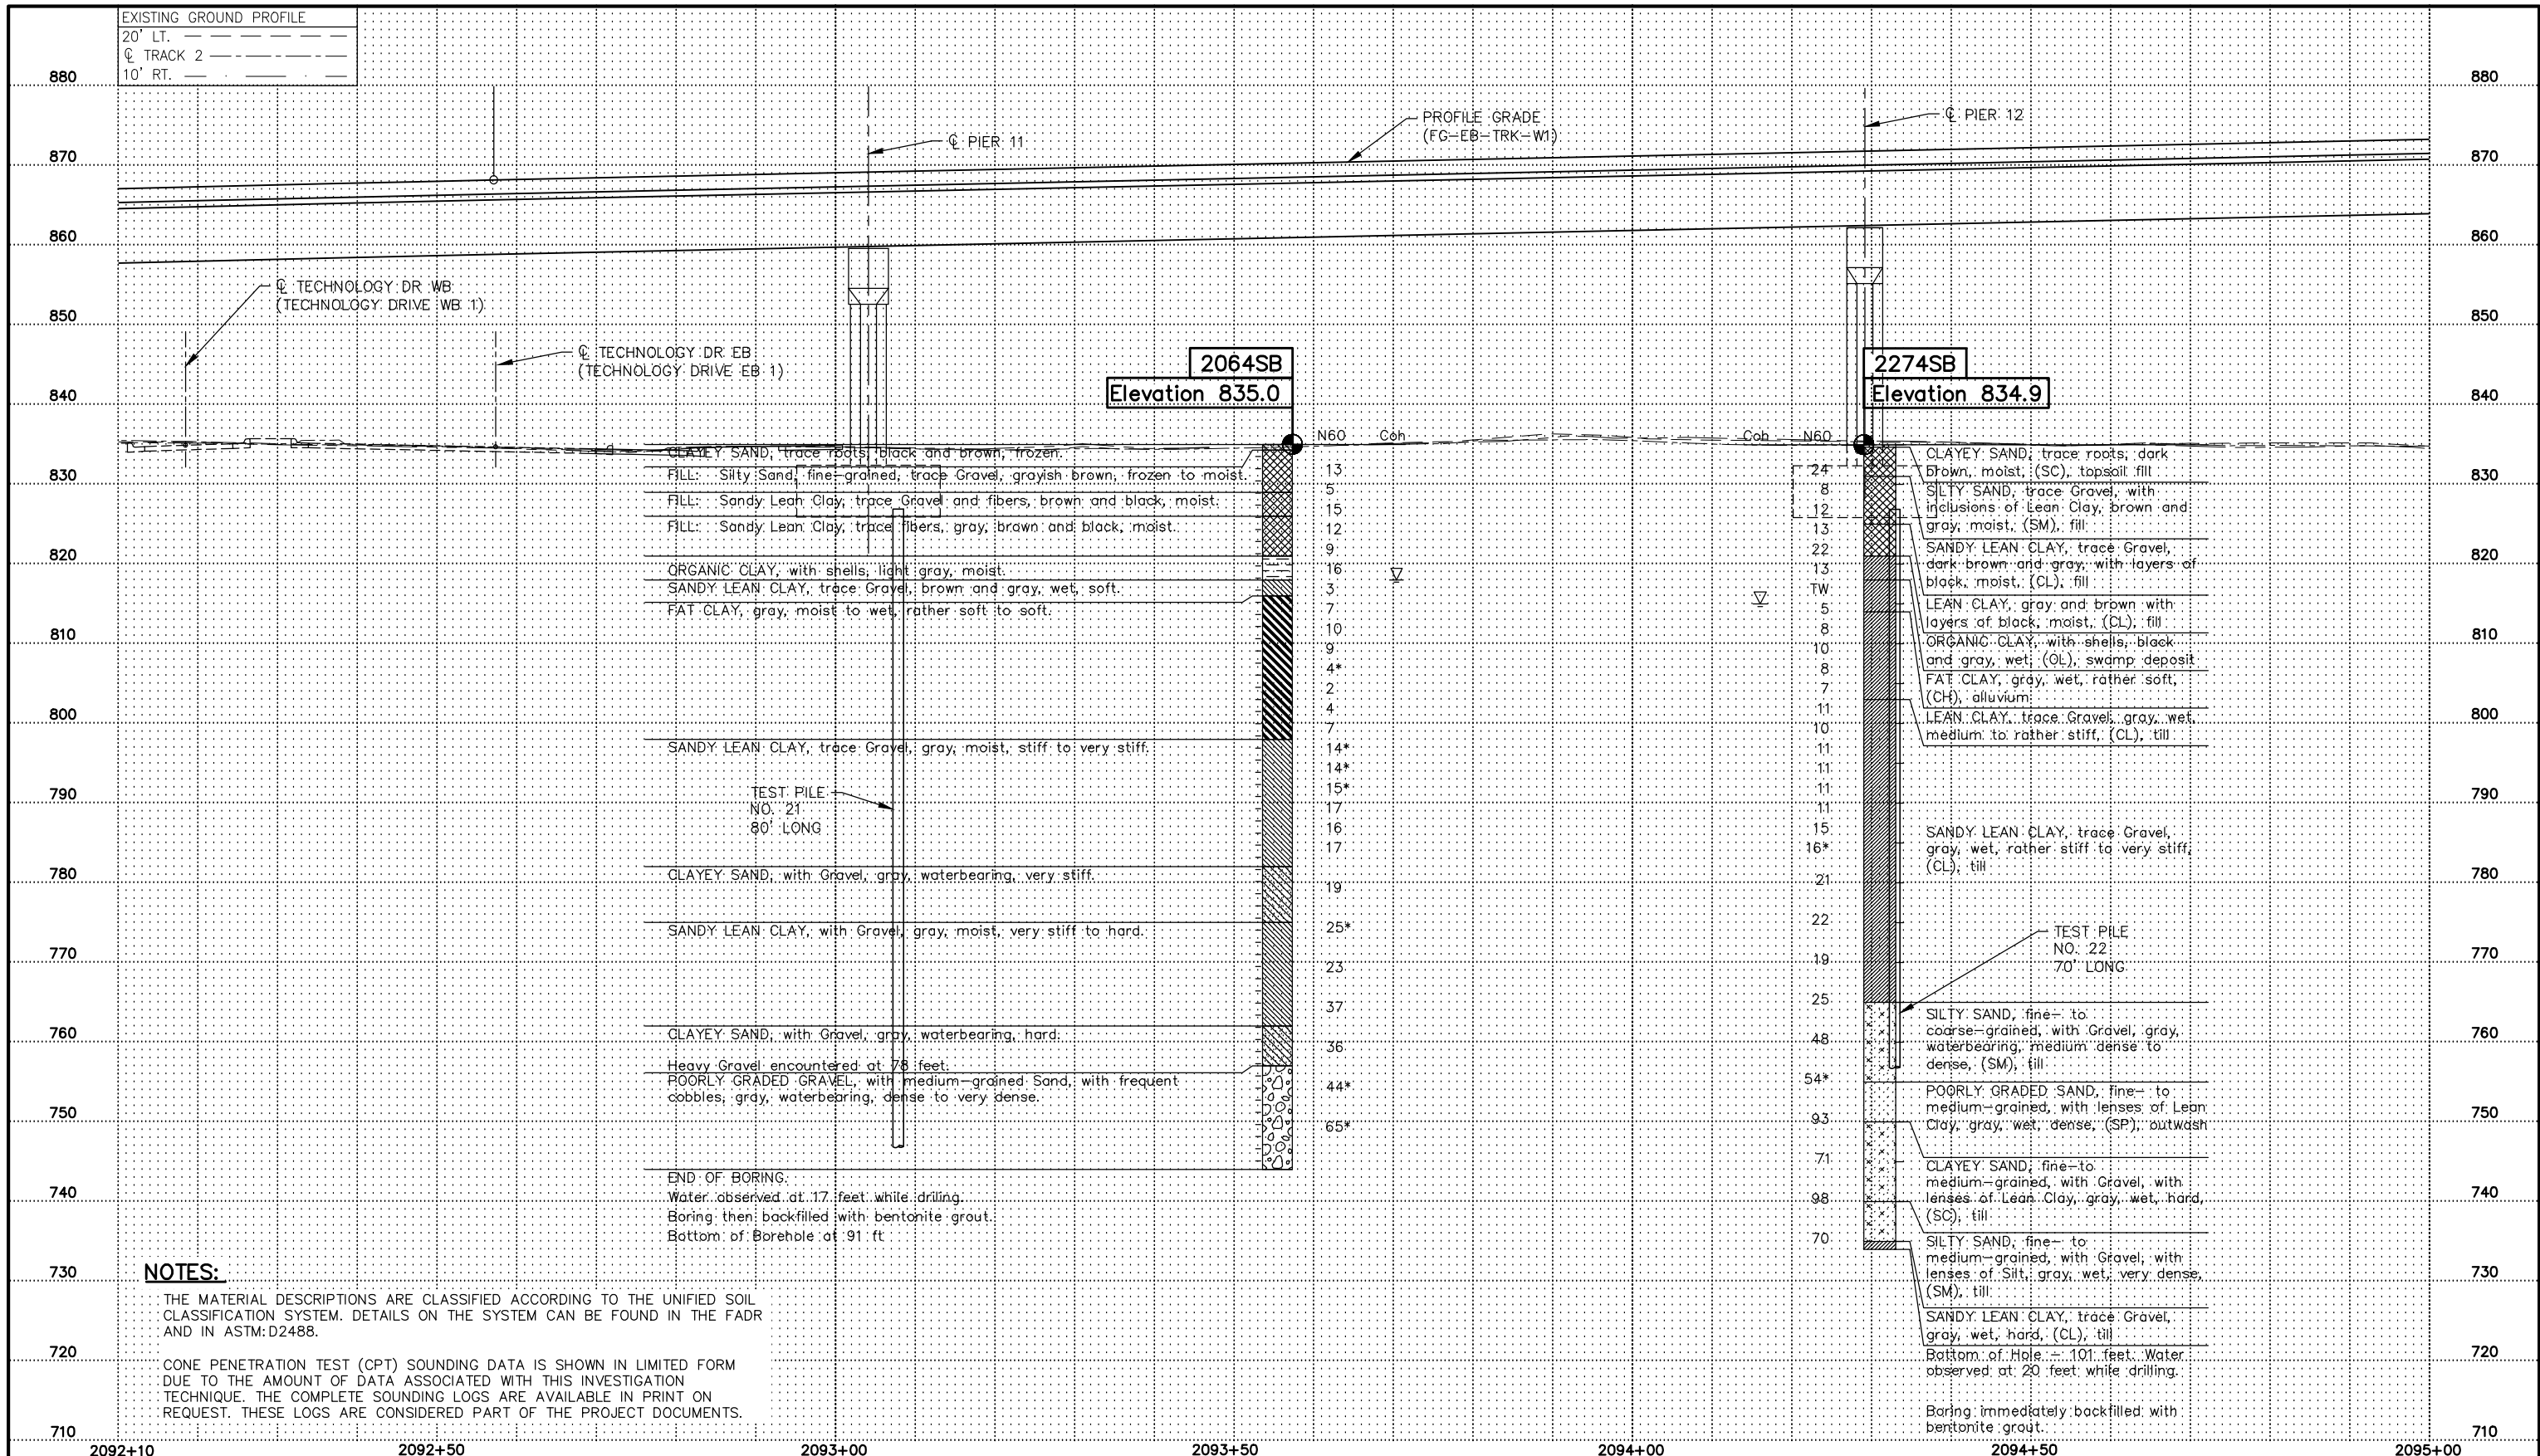 EXISTING GROUND PROFILE
20' LT.
℄ TRACK 2
10' RT.
880
870
860
850
840
830
820
810
800
790
780
770
760
750
740
730
720
710
880
870
860
850
840
830
820
810
800
790
780
770
760
750
740
730
720
710
℄ PIER 11
PROFILE GRADE
(FG-EB-TRK-W1)
℄ PIER 12
℄ TECHNOLOGY DR WB
(TECHNOLOGY DRIVE WB 1)
℄ TECHNOLOGY DR EB
(TECHNOLOGY DRIVE EB 1)
2064SB
Elevation 835.0
2274SB
Elevation 834.9
N60 Coh
Coh N60
CLAYEY SAND, trace roots, black and brown, frozen.
FILL: Silty Sand, fine-grained, trace Gravel, grayish brown, frozen to moist.
FILL: Sandy Lean Clay, trace Gravel and fibers, brown and black, moist.
FILL: Sandy Lean Clay, trace fibers, gray, brown and black, moist.
ORGANIC CLAY, with shells, light gray, moist.
SANDY LEAN CLAY, trace Gravel, brown and gray, wet, soft.
FAT CLAY, gray, moist to wet, rather soft to soft.
SANDY LEAN CLAY, trace Gravel, gray, moist, stiff to very stiff.
TEST PILE
NO. 21
80' LONG
CLAYEY SAND, with Gravel, gray, waterbearing, very stiff.
SANDY LEAN CLAY, with Gravel, gray, moist, very stiff to hard.
CLAYEY SAND, with Gravel, gray, waterbearing, hard.
Heavy Gravel encountered at 78 feet.
POORLY GRADED GRAVEL, with medium-grained Sand, with frequent
cobbles, gray, waterbearing, dense to very dense.
END OF BORING.
Water observed at 17 feet while driling.
Boring then backfilled with bentonite grout.
Bottom of Borehole at 91 ft
13
5
15
12
9
16
3
7
10
9
4*
2
4
7
14*
14*
15*
17
16
17
19
25*
23
37
36
44*
65*
24
8
12
13
22
13
TW
5
8
10
8
7
11
10
11
11
11
11
15
16*
21
22
19
25
48
54*
93
71
98
70
CLAYEY SAND, trace roots, dark
brown, moist, (SC), topsoil fill
SILTY SAND, trace Gravel, with
inclusions of Lean Clay, brown and
gray, moist, (SM), fill
SANDY LEAN CLAY, trace Gravel,
dark brown and gray, with layers of
black, moist, (CL), fill
LEAN CLAY, gray and brown with
layers of black, moist, (CL), fill
ORGANIC CLAY, with shells, black
and gray, wet, (OL), swamp deposit
FAT CLAY, gray, wet, rather soft,
(CH), alluvium
LEAN CLAY, trace Gravel, gray, wet,
medium to rather stiff, (CL), till
SANDY LEAN CLAY, trace Gravel,
gray, wet, rather stiff to very stiff,
(CL), till
TEST PILE
NO. 22
70' LONG
SILTY SAND, fine- to
coarse-grained, with Gravel, gray,
waterbearing, medium dense to
dense, (SM), till
POORLY GRADED SAND, fine- to
medium-grained, with lenses of Lean
Clay, gray, wet, dense, (SP), outwash
CLAYEY SAND, fine-to
medium-grained, with Gravel, with
lenses of Lean Clay, gray, wet, hard,
(SC), till
SILTY SAND, fine- to
medium-grained, with Gravel, with
lenses of Silt, gray, wet, very dense,
(SM), till
SANDY LEAN CLAY, trace Gravel,
gray, wet, hard, (CL), till
Bottom of Hole - 101 feet. Water
observed at 20 feet while drilling.
Boring immediately backfilled with
bentonite grout.
NOTES:
THE MATERIAL DESCRIPTIONS ARE CLASSIFIED ACCORDING TO THE UNIFIED SOIL
CLASSIFICATION SYSTEM. DETAILS ON THE SYSTEM CAN BE FOUND IN THE FADR
AND IN ASTM:D2488.
CONE PENETRATION TEST (CPT) SOUNDING DATA IS SHOWN IN LIMITED FORM
DUE TO THE AMOUNT OF DATA ASSOCIATED WITH THIS INVESTIGATION
TECHNIQUE. THE COMPLETE SOUNDING LOGS ARE AVAILABLE IN PRINT ON
REQUEST. THESE LOGS ARE CONSIDERED PART OF THE PROJECT DOCUMENTS.
2092+10
2092+50
2093+00
2093+50
2094+00
2094+50
2095+00